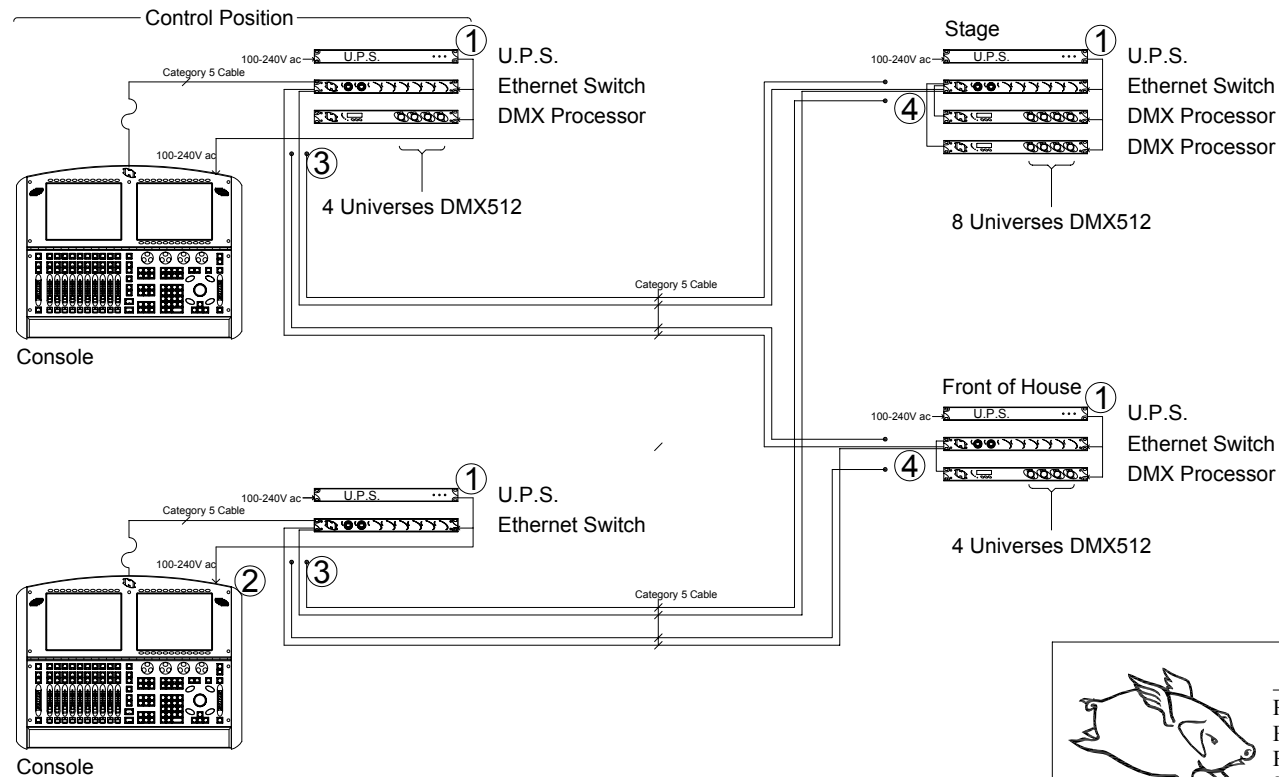 Control Position
100-240V ac
U.P.S.
1
U.P.S.
Category 5 Cable
Ethernet Switch
DMX Processor
100-240V ac
3
4 Universes DMX512
Console
Stage
1
100-240V ac
U.P.S.
U.P.S.
Ethernet Switch
4
DMX Processor
DMX Processor
8 Universes DMX512
Category 5 Cable
Front of House
1
100-240V ac
U.P.S.
U.P.S.
Ethernet Switch
4
DMX Processor
4 Universes DMX512
1
100-240V ac
U.P.S.
U.P.S.
Category 5 Cable
Ethernet Switch
100-240V ac
2
3
Category 5 Cable
Console